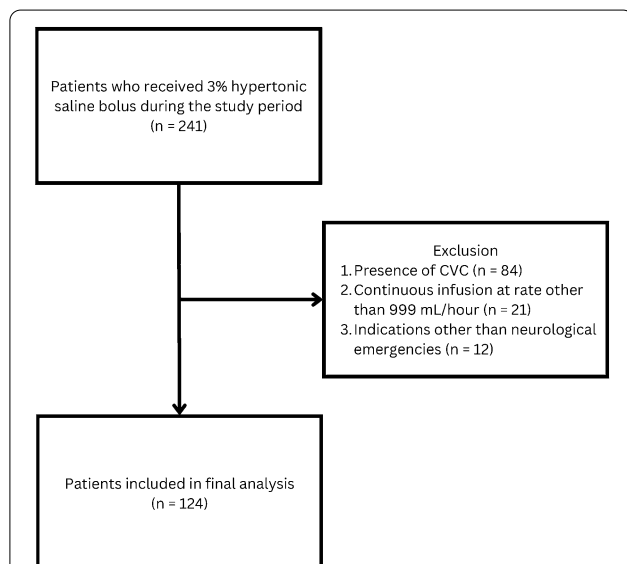 Patients who received 3% hypertonic
saline bolus during the study period
(n = 241)
Exclusion
1. Presence of CVC (n = 84)
2. Continuous infusion at rate other
than 999 mL/hour (n = 21)
3. Indications other than neurological
emergencies (n = 12)
Patients included in final analysis
(n = 124)